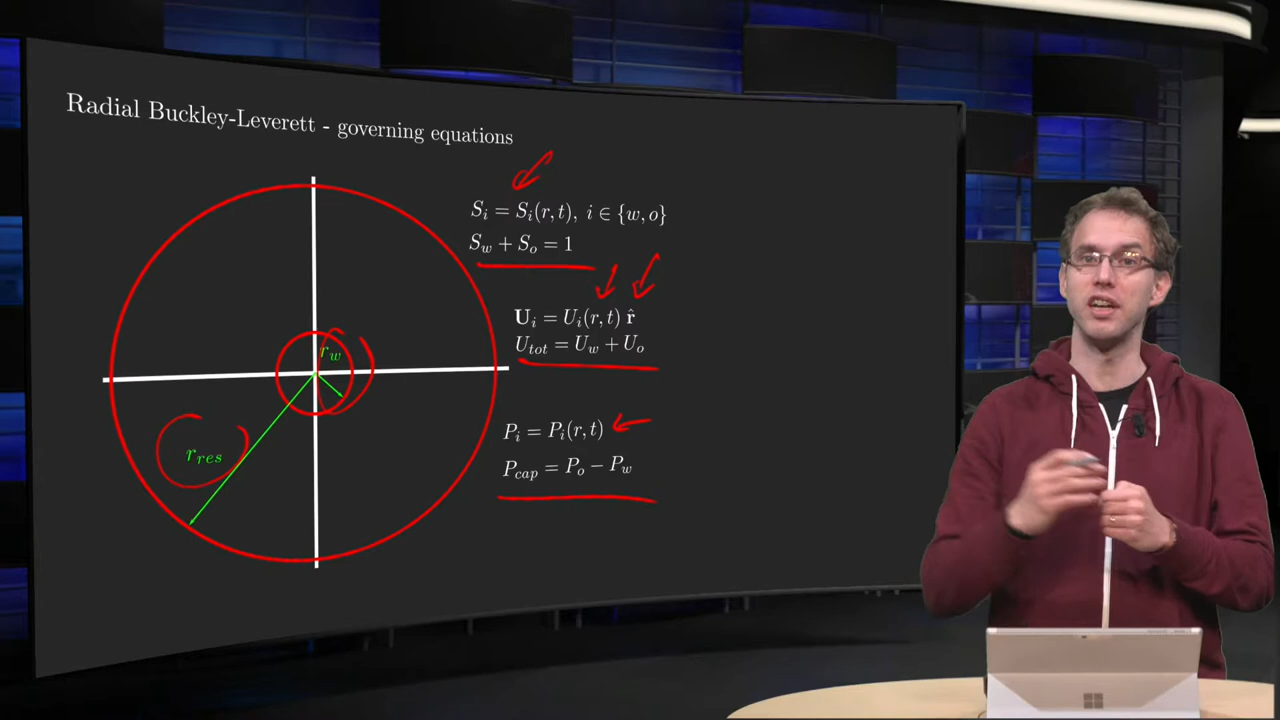 Radial Buckley-Leverett - governing equations
S_i = S_i(r, t), i ∈ {w, o}
S_w + S_o = 1
U_i = U_i(r, t) r̂
U_tot = U_w + U_o
P_i = P_i(r, t)
P_cap = P_o − P_w
r_w
r_res